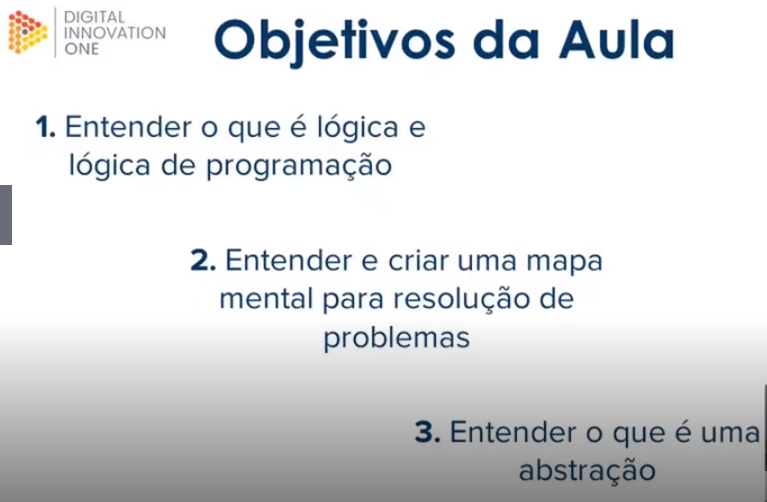 DIGITAL
INNOVATION
ONE
Objetivos da Aula
1. Entender o que é lógica e
lógica de programação
2. Entender e criar uma mapa
mental para resolução de
problemas
3. Entender o que é uma
abstração